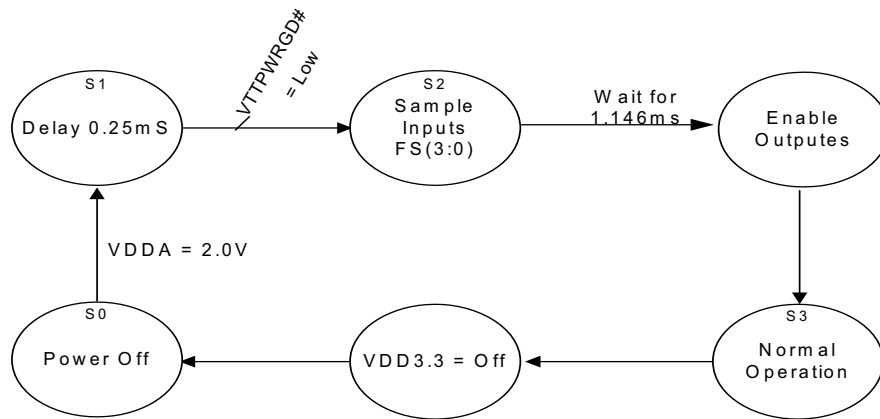 S1
Delay 0.25mS
VTTPWRGD#
= Low
S2
Sample
Inputs
FS(3:0)
Wait for
1.146ms
Enable
Outputes
VDDA = 2.0V
S0
Power Off
VDD3.3 = Off
S3
Normal
Operation